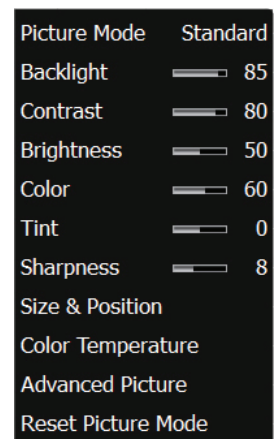 Picture Mode Standard
Backlight 85
Contrast 80
Brightness 50
Color 60
Tint 0
Sharpness 8
Size & Position
Color Temperature
Advanced Picture
Reset Picture Mode